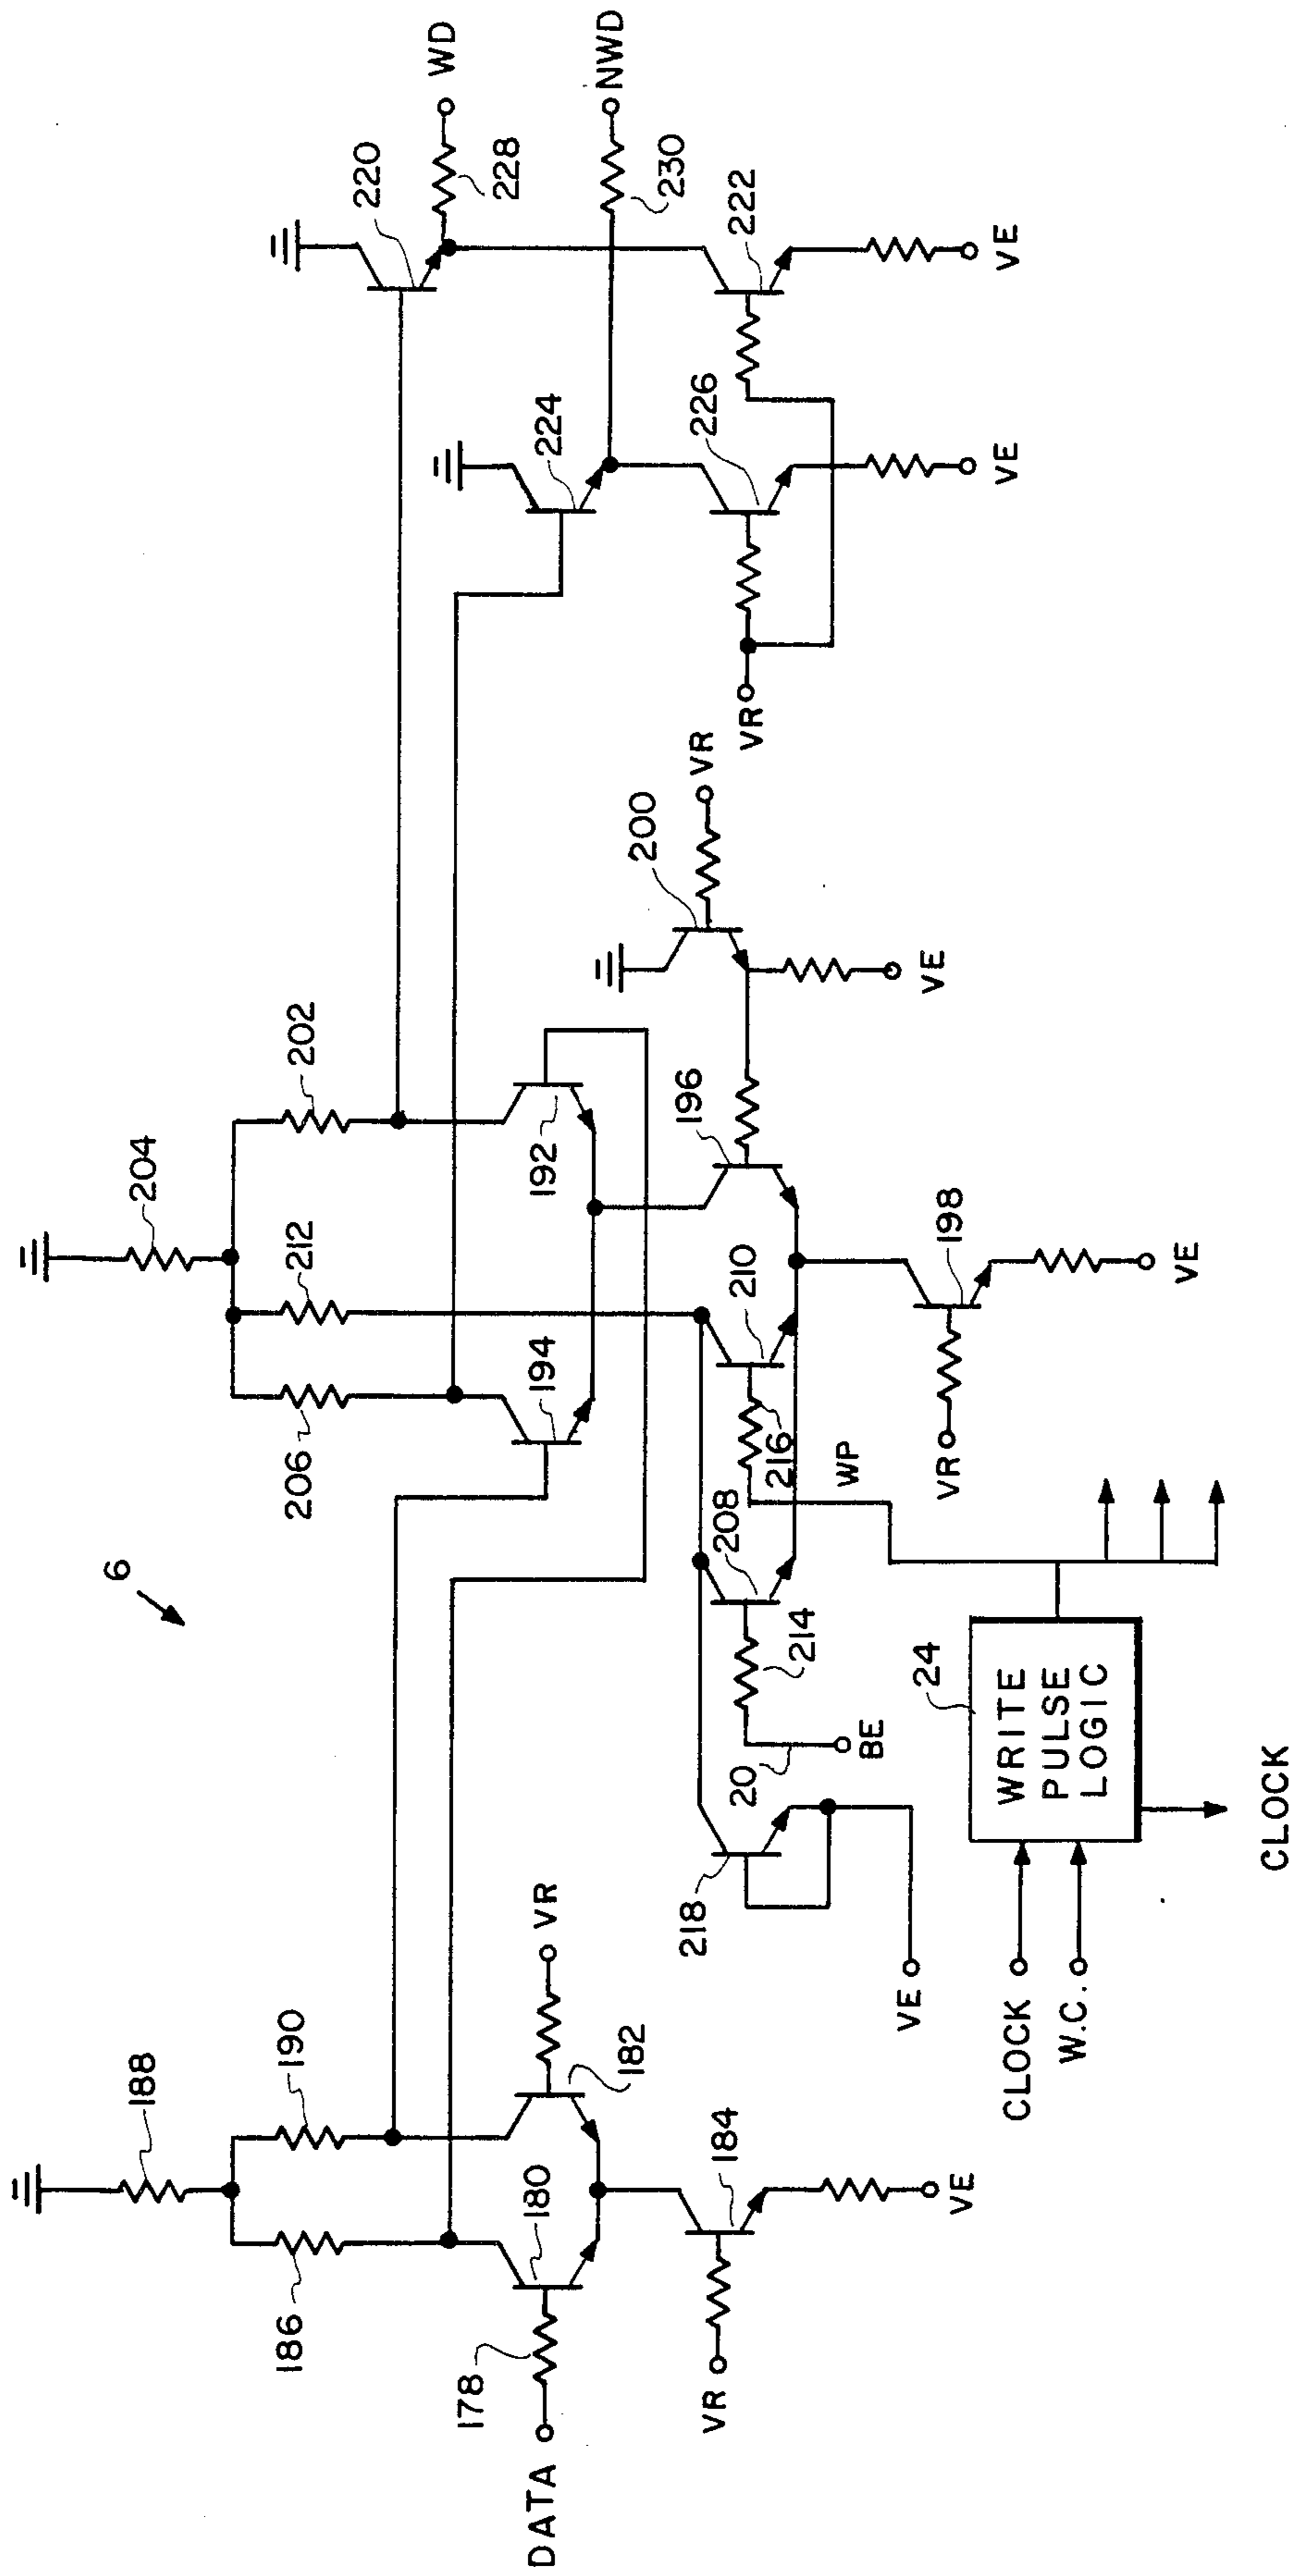 6
188
186
190
180
182
178
DATA
VR
VR
184
VE
204
206
212
202
194
192
218
VE
20
BE
214
208
216
WP
210
196
200
VR
VE
198
VR
VE
24
WRITE
PULSE
LOGIC
CLOCK
W.C.
CLOCK
220
WD
228
224
NWD
230
226
222
VR
VE
VE